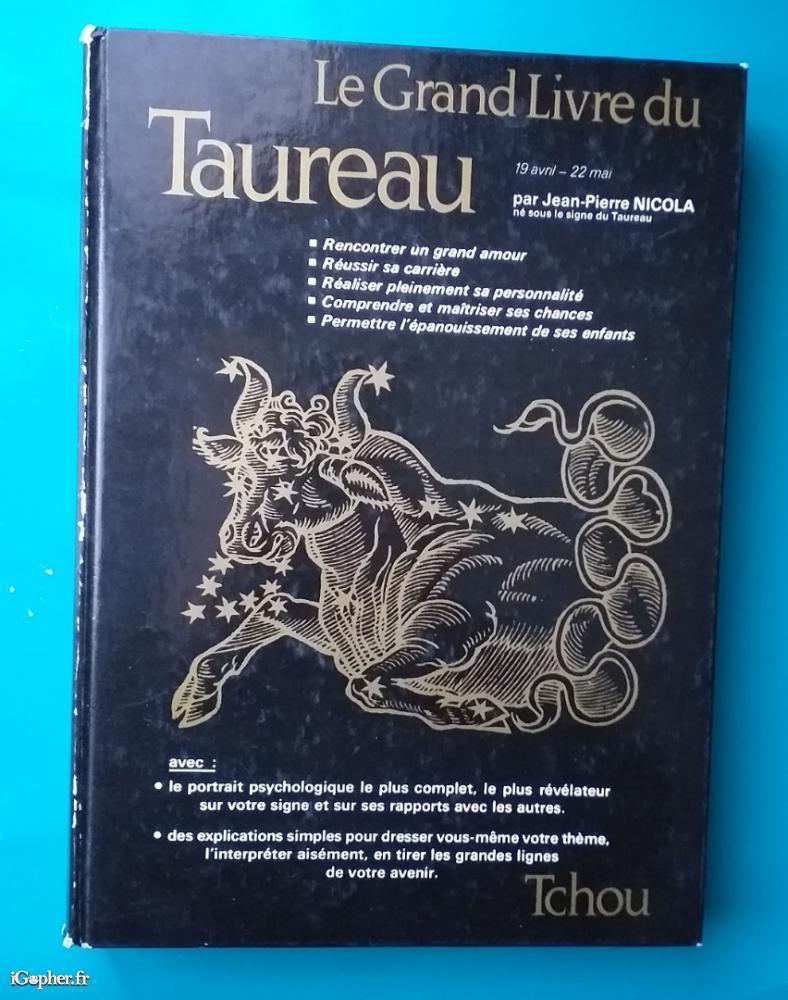 Le Grand Livre du
Taureau
19 avril – 22 mai
par Jean-Pierre NICOLA
né sous le signe du Taureau
▪ Rencontrer un grand amour
▪ Réussir sa carrière
▪ Réaliser pleinement sa personnalité
▪ Comprendre et maîtriser ses chances
▪ Permettre l'épanouissement de ses enfants
avec :
• le portrait psychologique le plus complet, le plus révélateur
sur votre signe et sur ses rapports avec les autres.
• des explications simples pour dresser vous-même votre thème,
l'interpréter aisément, en tirer les grandes lignes
de votre avenir.
Tchou
iGopher.fr